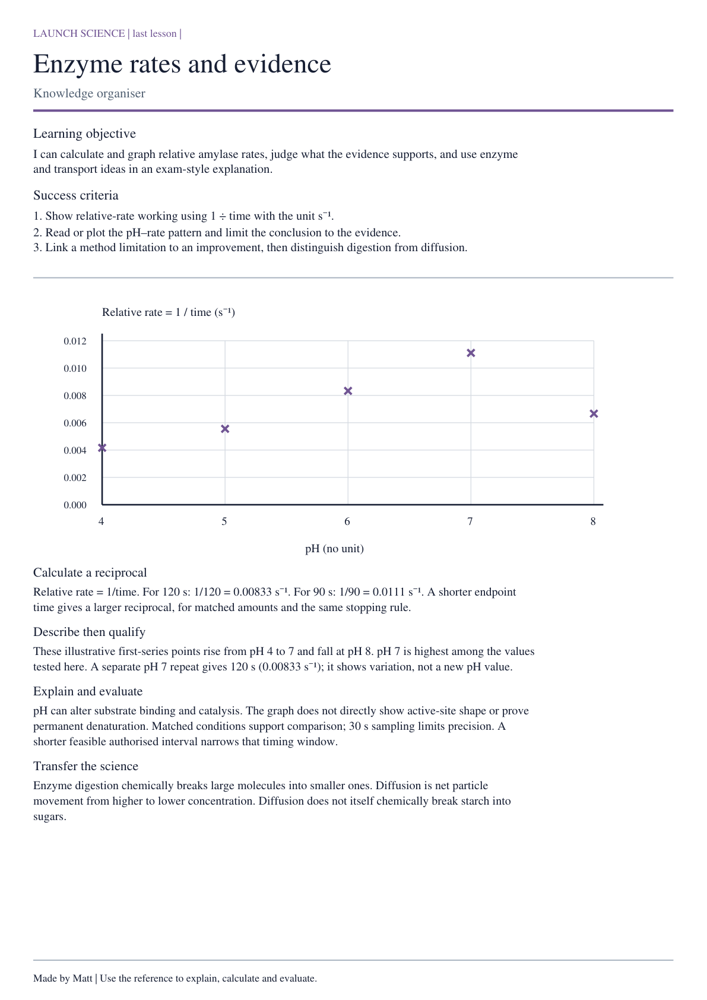 LAUNCH SCIENCE | last lesson |
Enzyme rates and evidence
Knowledge organiser
Learning objective
I can calculate and graph relative amylase rates, judge what the evidence supports, and use enzyme
and transport ideas in an exam-style explanation.
Success criteria
1. Show relative-rate working using 1 ÷ time with the unit s⁻¹.
2. Read or plot the pH–rate pattern and limit the conclusion to the evidence.
3. Link a method limitation to an improvement, then distinguish digestion from diffusion.
Relative rate = 1 / time (s⁻¹)
0.012
0.010
0.008
0.006
0.004
0.002
0.000
4 5 6 7 8
pH (no unit)
Calculate a reciprocal
Relative rate = 1/time. For 120 s: 1/120 = 0.00833 s⁻¹. For 90 s: 1/90 = 0.0111 s⁻¹. A shorter endpoint
time gives a larger reciprocal, for matched amounts and the same stopping rule.
Describe then qualify
These illustrative first-series points rise from pH 4 to 7 and fall at pH 8. pH 7 is highest among the values
tested here. A separate pH 7 repeat gives 120 s (0.00833 s⁻¹); it shows variation, not a new pH value.
Explain and evaluate
pH can alter substrate binding and catalysis. The graph does not directly show active-site shape or prove
permanent denaturation. Matched conditions support comparison; 30 s sampling limits precision. A
shorter feasible authorised interval narrows that timing window.
Transfer the science
Enzyme digestion chemically breaks large molecules into smaller ones. Diffusion is net particle
movement from higher to lower concentration. Diffusion does not itself chemically break starch into
sugars.
Made by Matt | Use the reference to explain, calculate and evaluate.